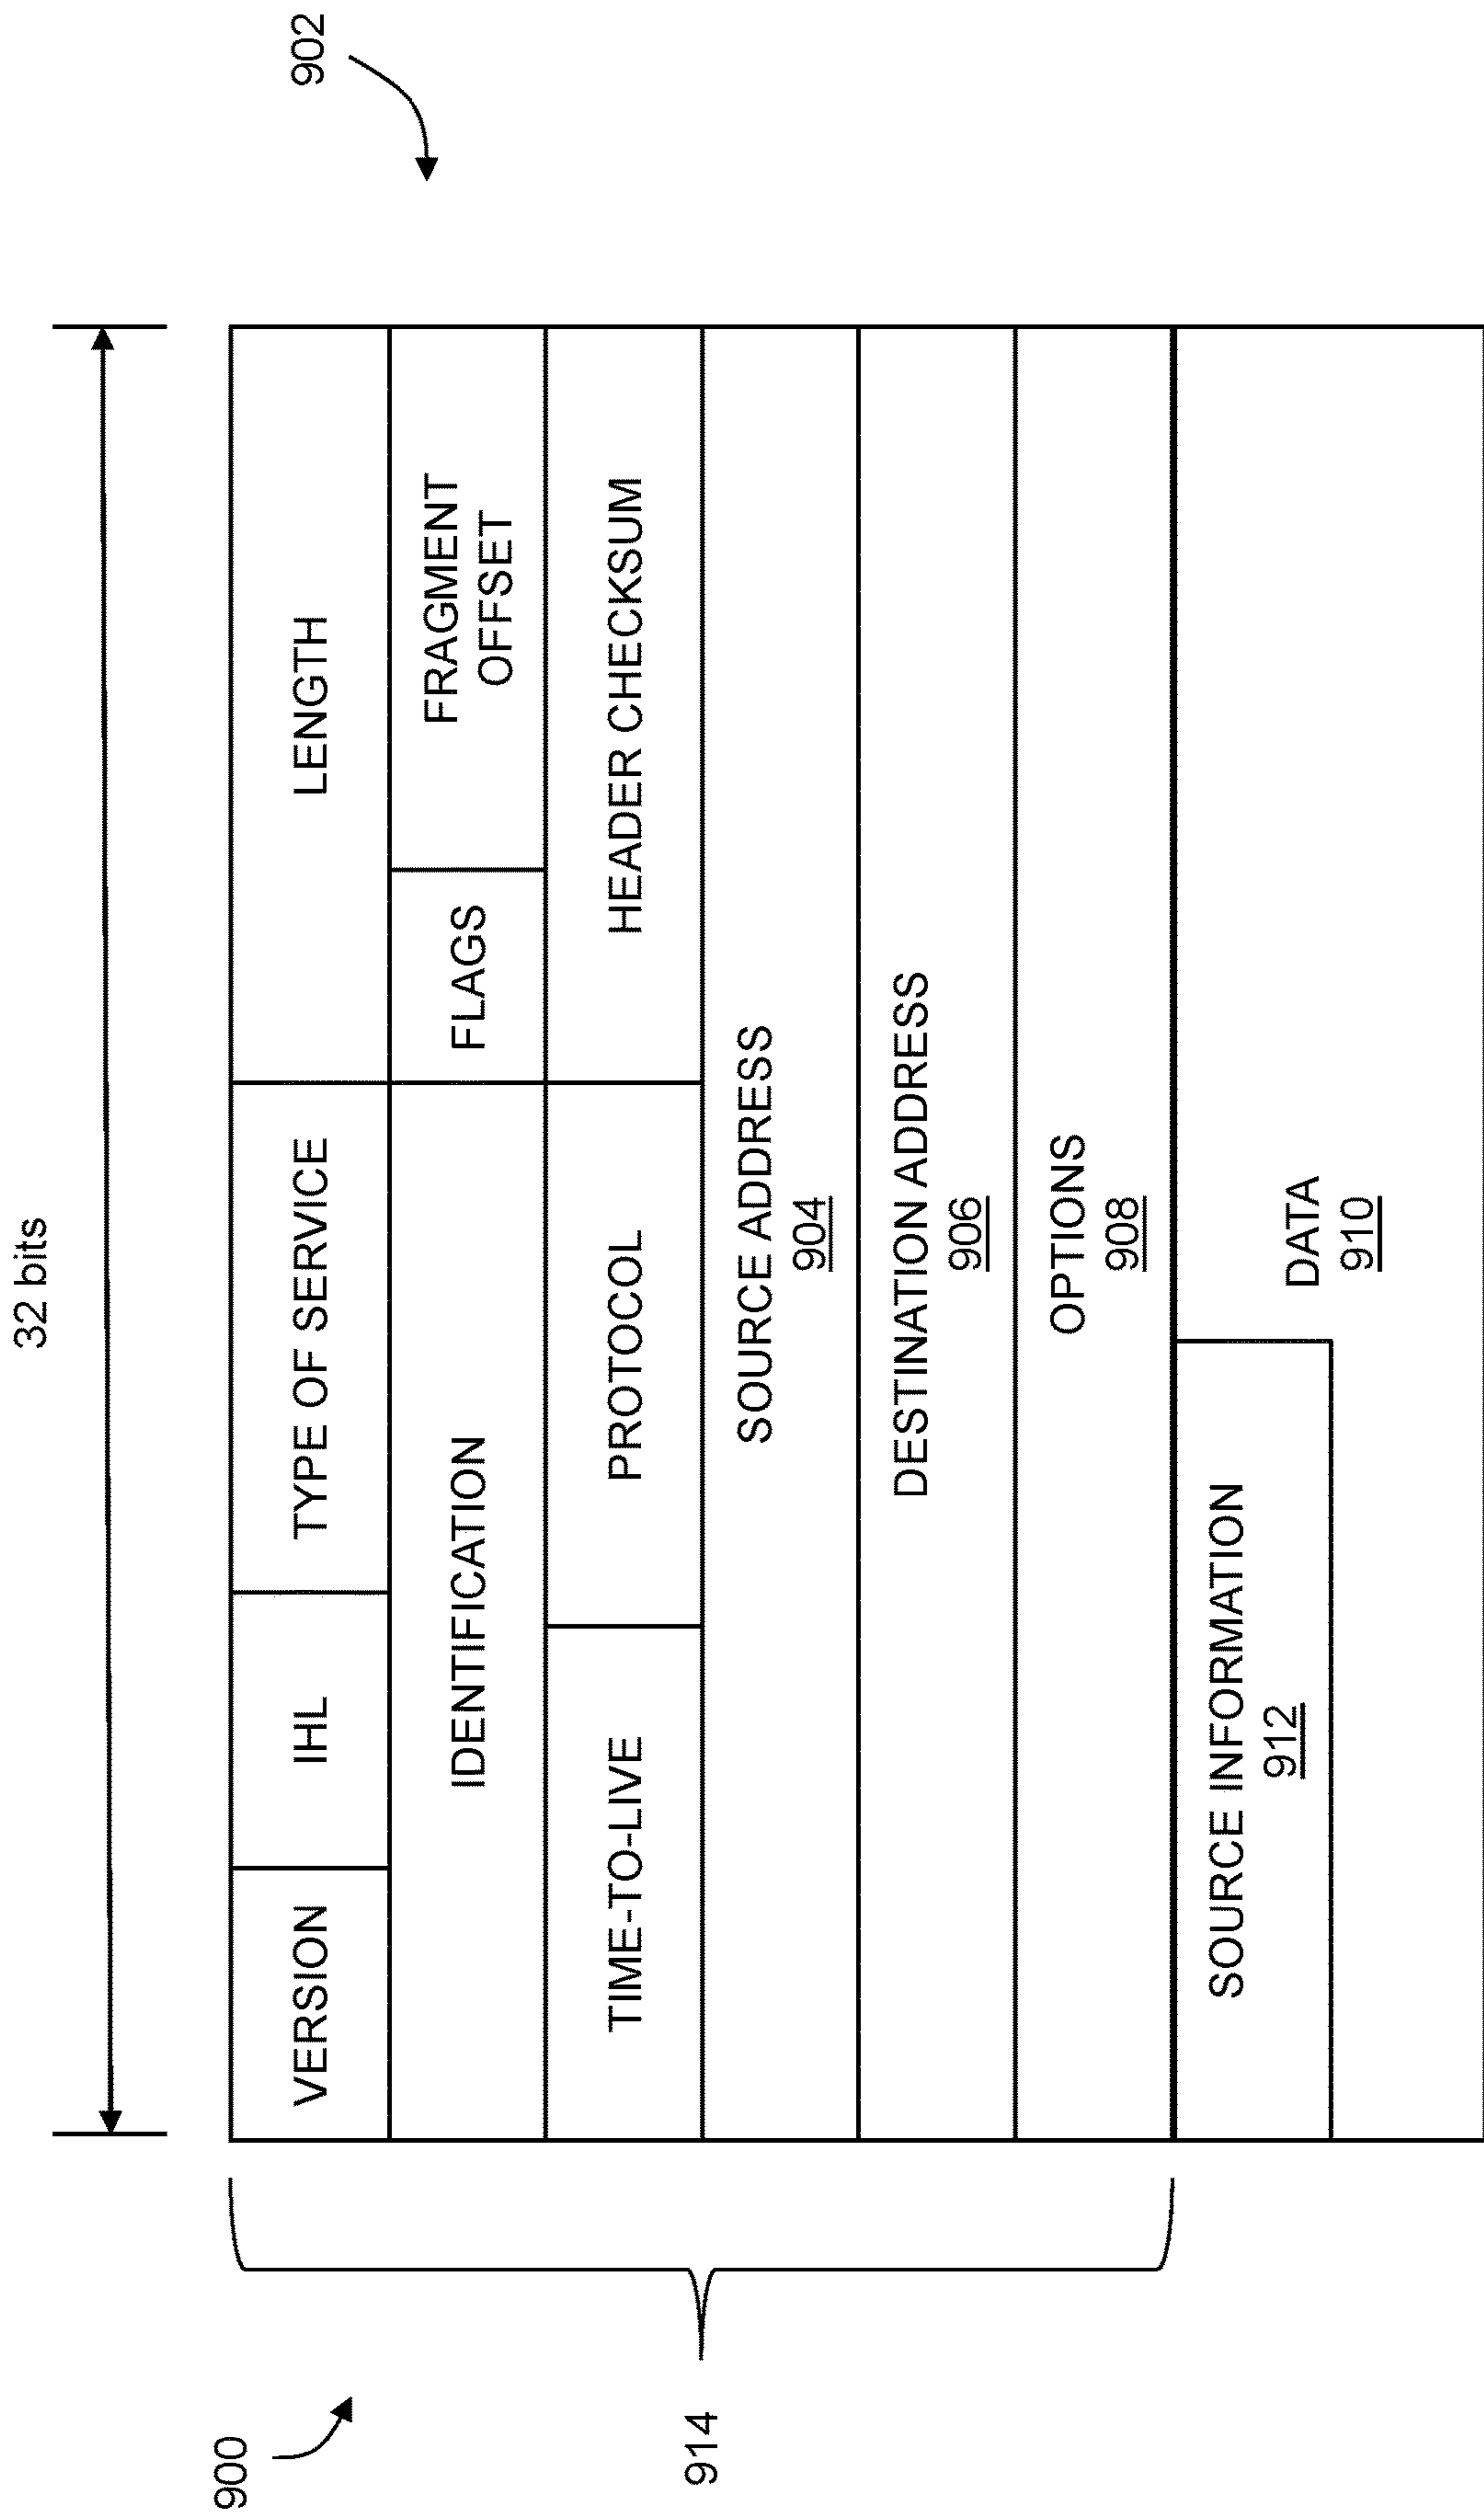 900
902
32 bits
VERSION
IHL
TYPE OF SERVICE
LENGTH
IDENTIFICATION
FLAGS
FRAGMENT
OFFSET
TIME-TO-LIVE
PROTOCOL
HEADER CHECKSUM
914
SOURCE ADDRESS
904
DESTINATION ADDRESS
906
OPTIONS
908
SOURCE INFORMATION
912
DATA
910